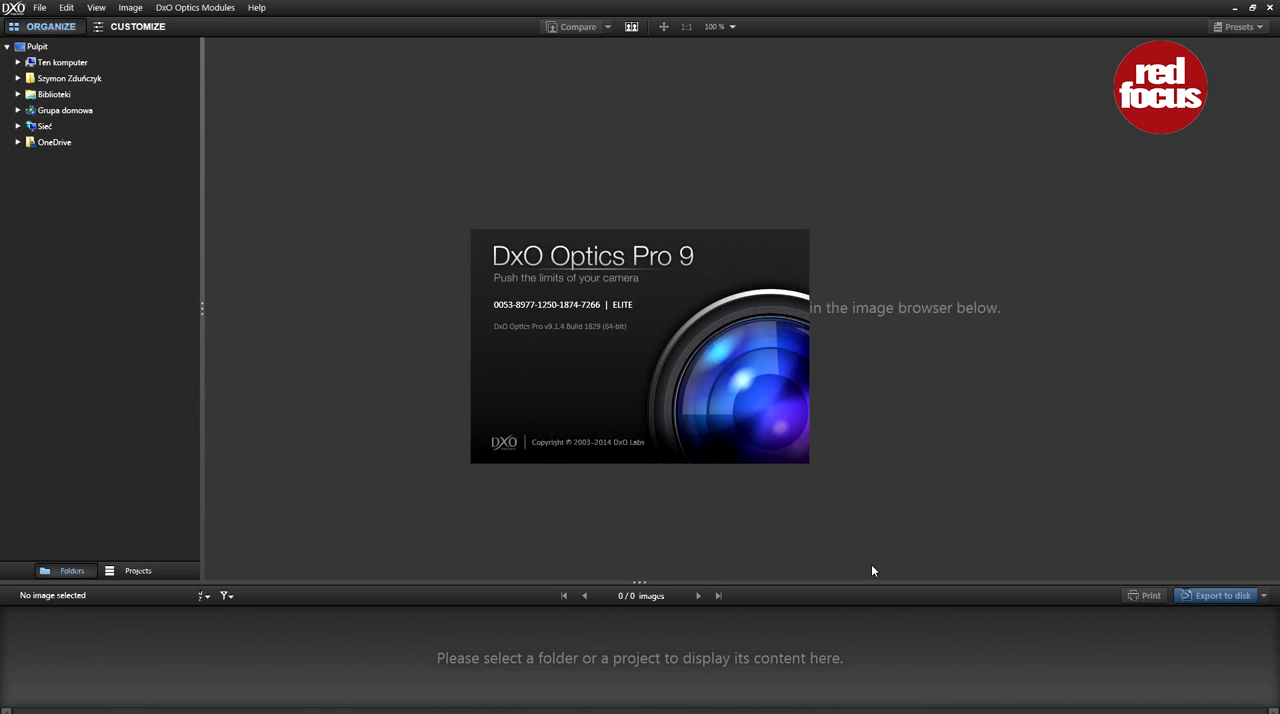 DXO File Edit View Image DxO Optics Modules Help
ORGANIZE CUSTOMIZE Compare 1:1 100 % Presets
Pulpit
Ten komputer
Szymon Zduńczyk
Biblioteki
Grupa domowa
Sieć
OneDrive
red
focus
DxO Optics Pro 9
Push the limits of your camera
0053-8977-1250-1874-7266 | ELITE
DxO Optics Pro v9.1.4 Build 1829 (64-bit)
in the image browser below.
DXO Copyright © 2003-2014 DxO Labs
Folders Projects
No image selected 0 / 0 images Print Export to disk
Please select a folder or a project to display its content here.